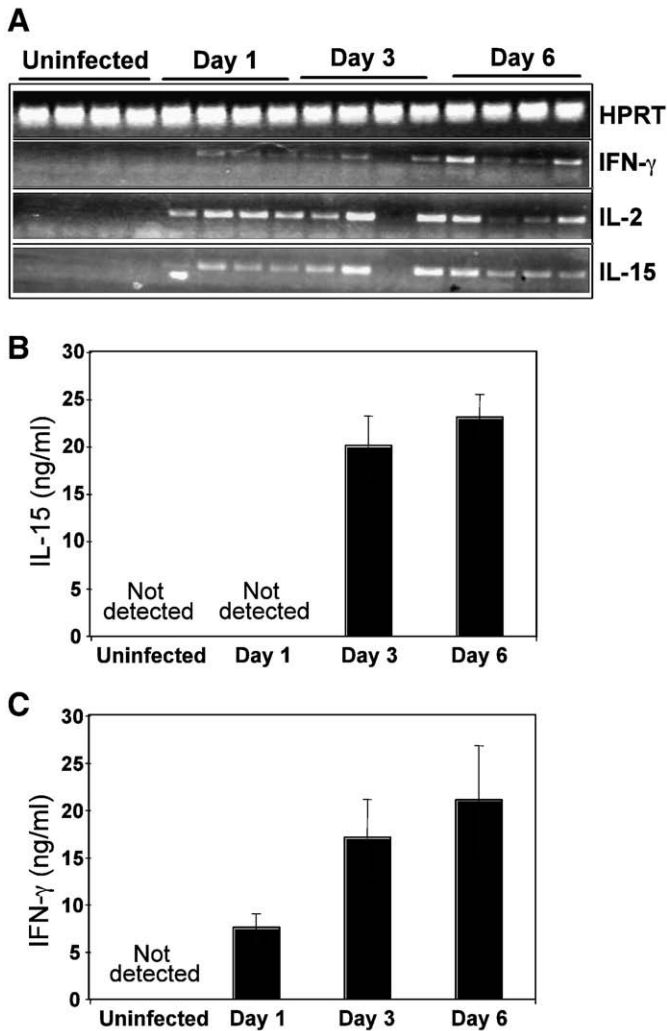 A
Uninfected Day 1 Day 3 Day 6
HPRT
IFN-γ
IL-2
IL-15
B
30
25
20
15
10
5
0
IL-15 (ng/ml)
Not detected
Not detected
Uninfected Day 1 Day 3 Day 6
C
30
25
20
15
10
5
0
IFN-γ (ng/ml)
Not detected
Uninfected Day 1 Day 3 Day 6